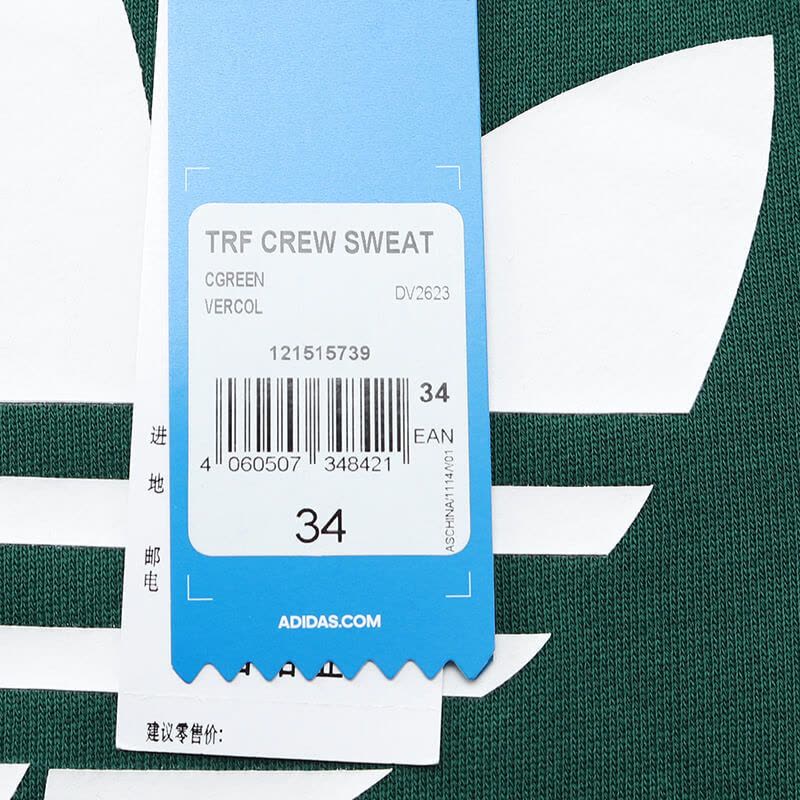 TRF CREW SWEAT
CGREEN
VERCOL
DV2623
121515739
34
EAN
4 060507 348421
34
ASCHINA/1114/V01
ADIDAS.COM
进
地
邮
电
建议零售价: